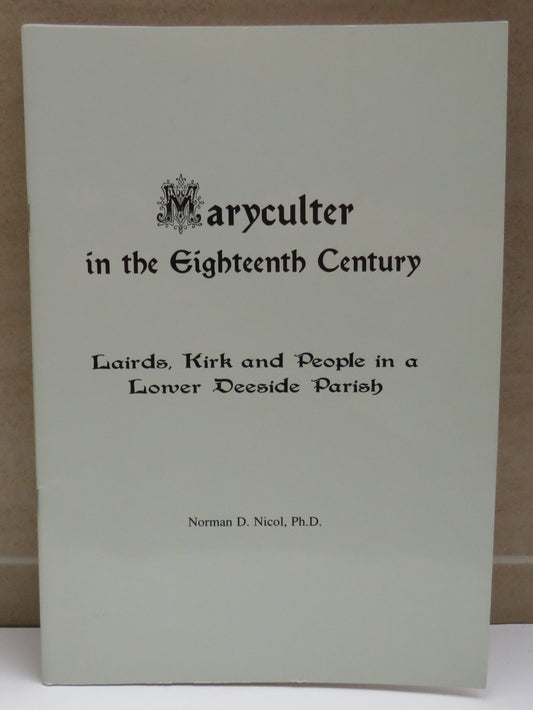 Maryculter
in the Eighteenth Century
Lairds, Kirk and People in a
Lower Deeside Parish
Norman D. Nicol, Ph.D.